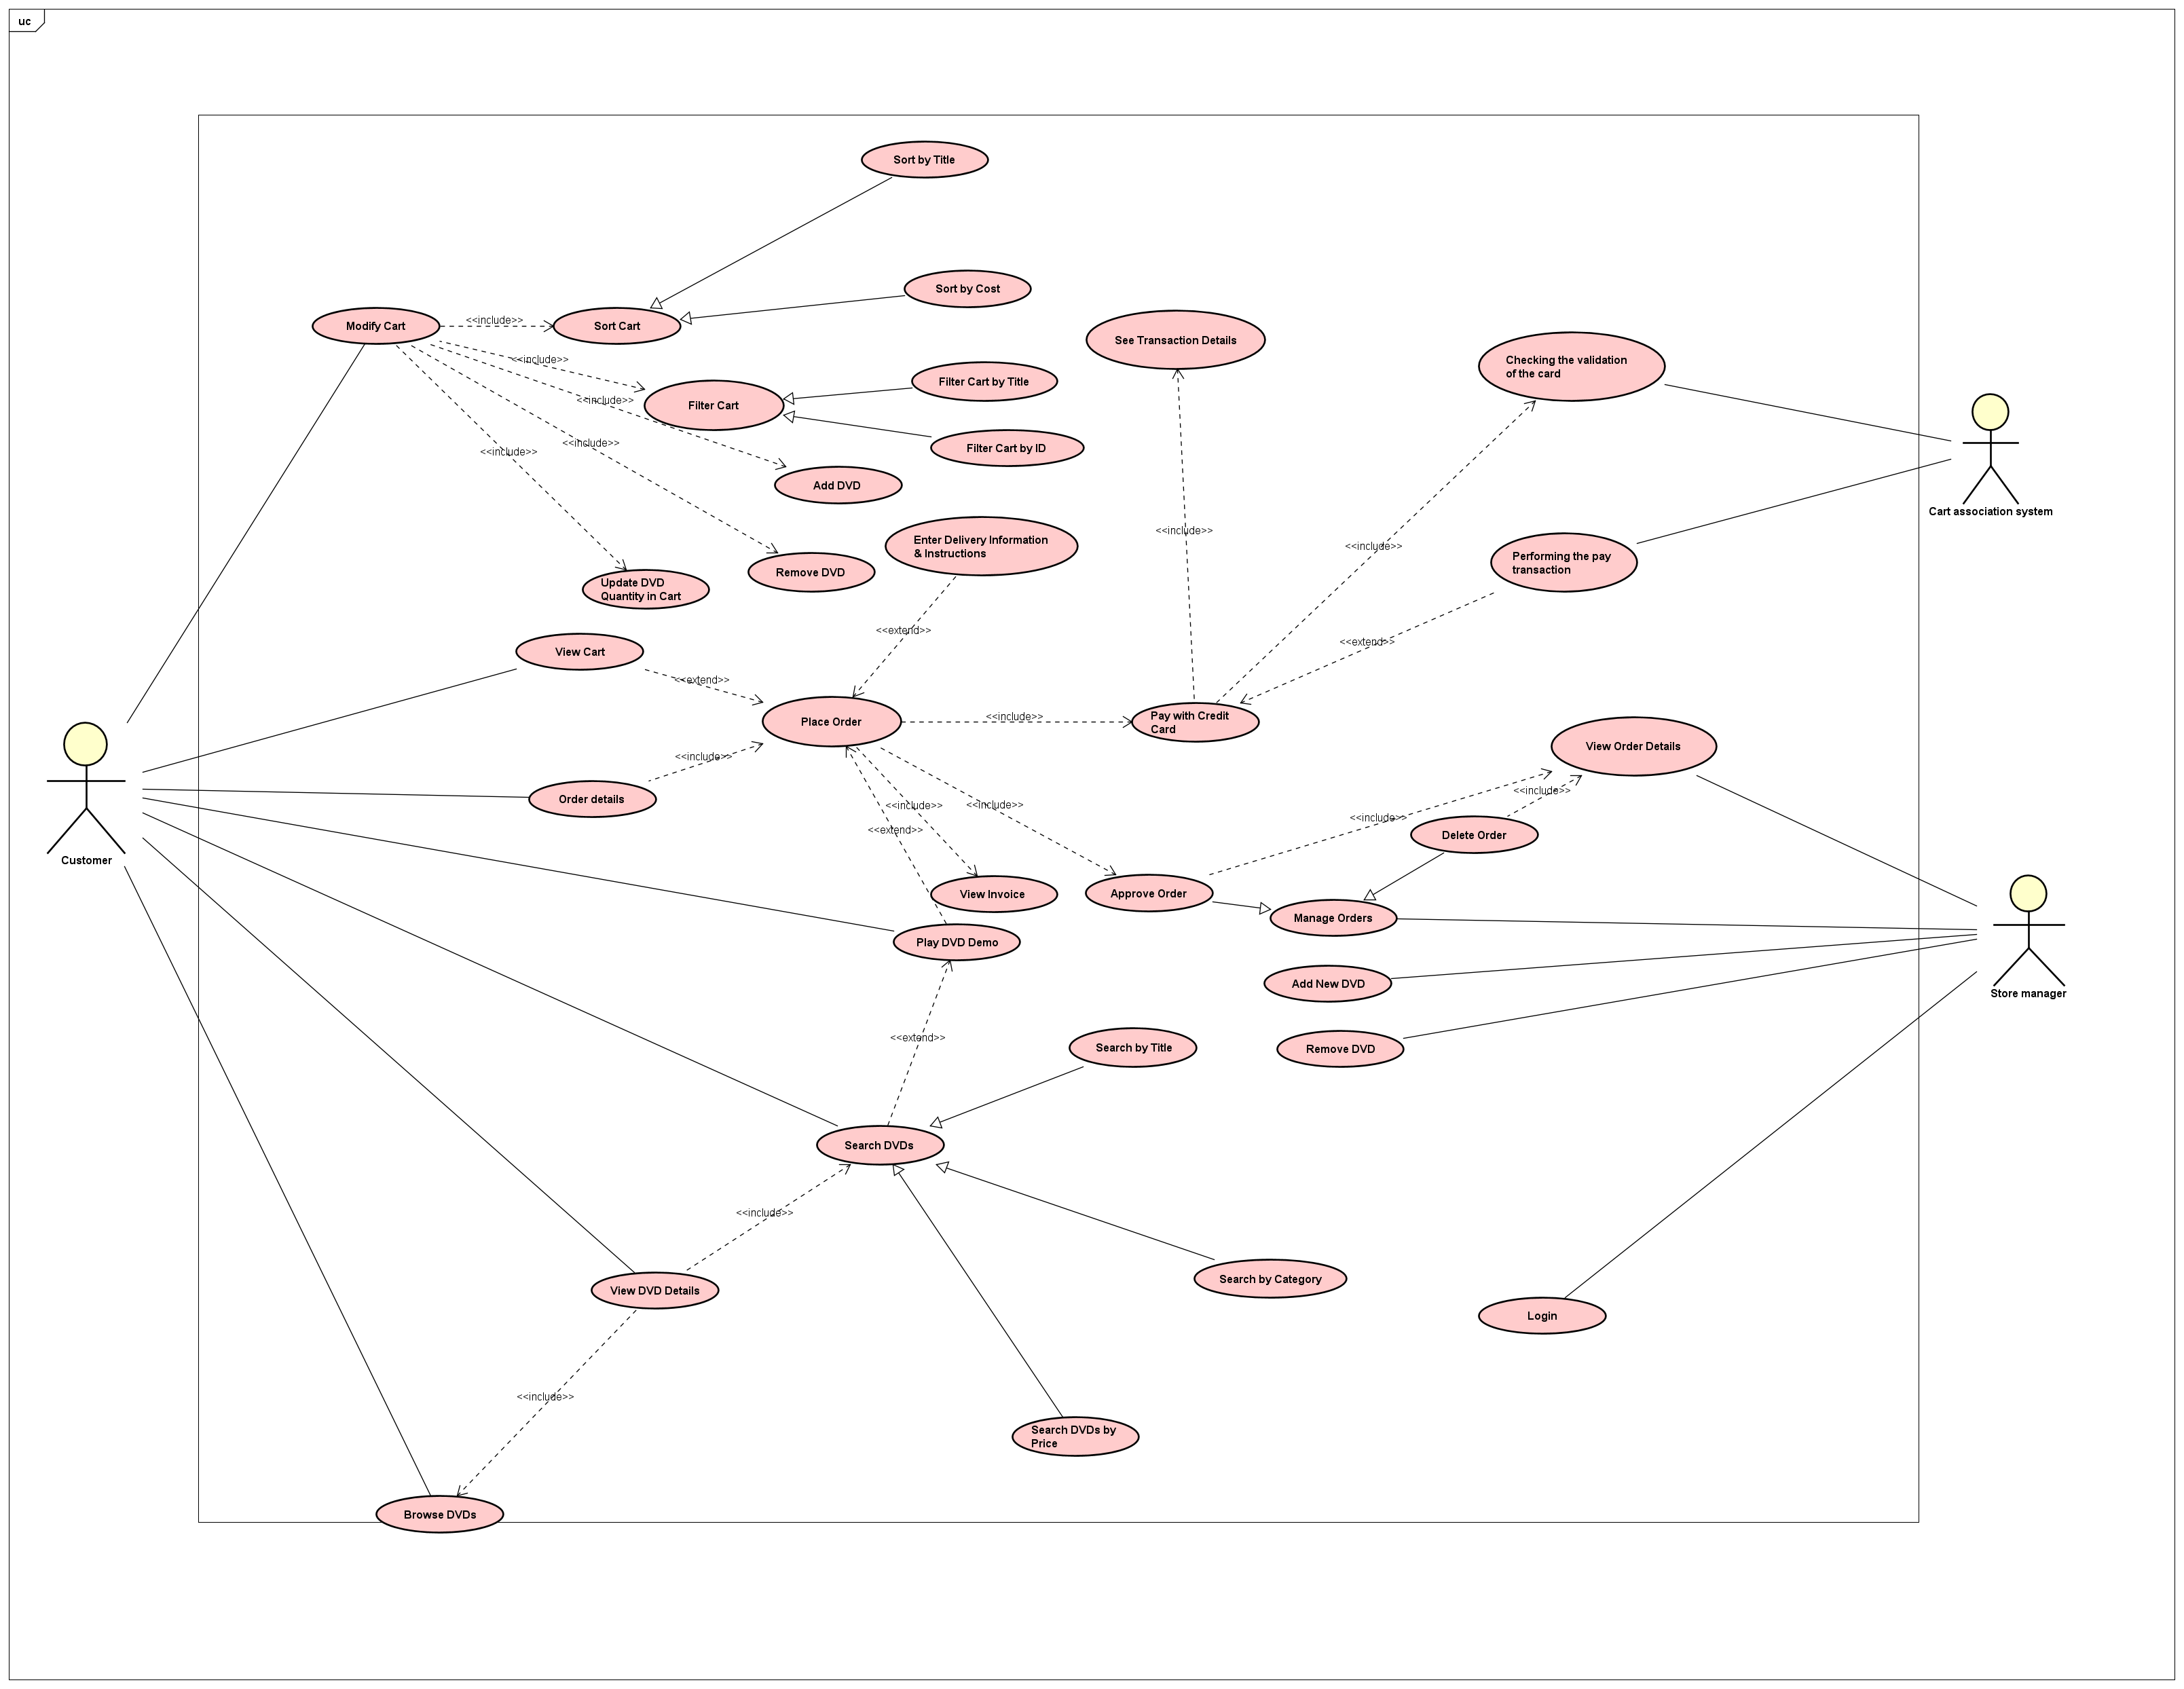 uc
Sort by Title
Sort by Cost
Modify Cart
<<include>>
Sort Cart
See Transaction Details
Checking the validation
of the card
<<include>>
Filter Cart by Title
Filter Cart
<<include>>
Filter Cart by ID
<<include>>
<<include>>
Add DVD
Cart association system
Enter Delivery Information
& Instructions
<<include>>
<<include>>
Performing the pay
transaction
Remove DVD
Update DVD
Quantity in Cart
<<extend>>
<<extend>>
View Cart
<<extend>>
Place Order
<<include>>
Pay with Credit
Card
View Order Details
<<include>>
Order details
<<include>>
<<include>>
<<include>>
<<include>>
<<extend>>
Delete Order
Customer
View Invoice
Approve Order
Manage Orders
Play DVD Demo
Add New DVD
Store manager
<<extend>>
Search by Title
Remove DVD
Search DVDs
<<include>>
Search by Category
View DVD Details
Login
<<include>>
Search DVDs by
Price
Browse DVDs